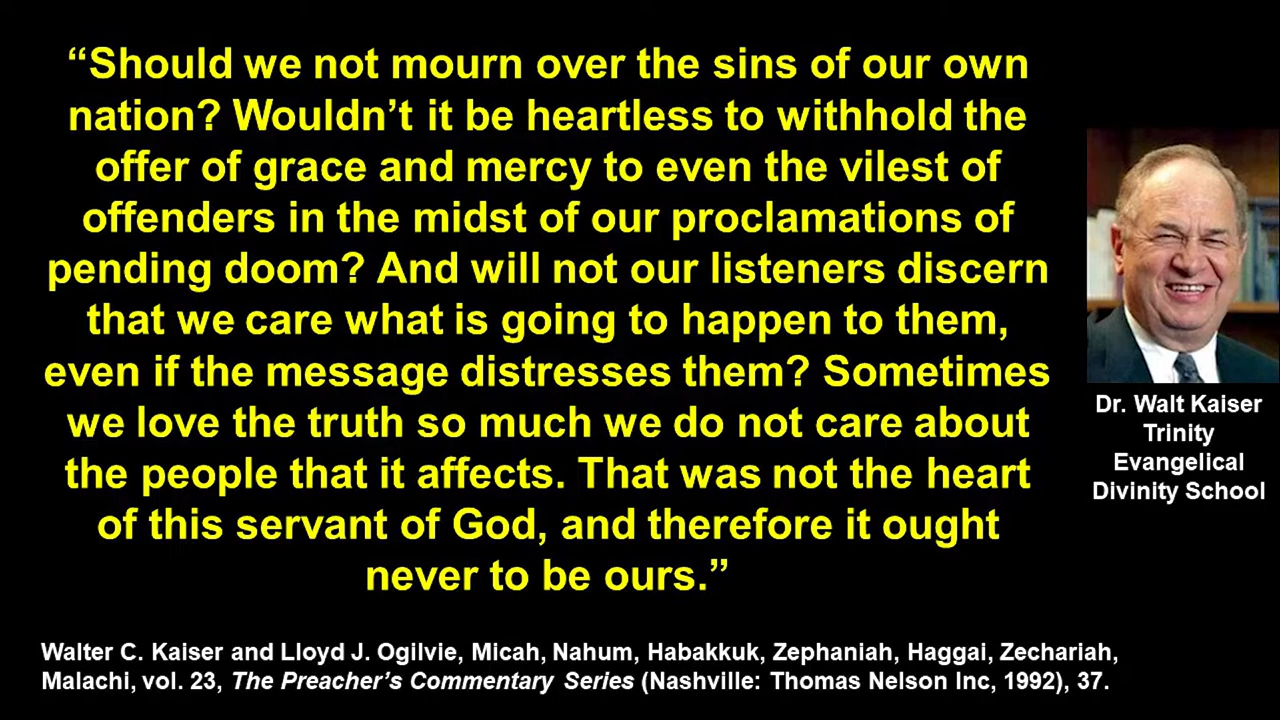 “Should we not mourn over the sins of our own
nation? Wouldn’t it be heartless to withhold the
offer of grace and mercy to even the vilest of
offenders in the midst of our proclamations of
pending doom? And will not our listeners discern
that we care what is going to happen to them,
even if the message distresses them? Sometimes
we love the truth so much we do not care about
the people that it affects. That was not the heart
of this servant of God, and therefore it ought
never to be ours.”
Dr. Walt Kaiser
Trinity
Evangelical
Divinity School
Walter C. Kaiser and Lloyd J. Ogilvie, Micah, Nahum, Habakkuk, Zephaniah, Haggai, Zechariah,
Malachi, vol. 23, The Preacher’s Commentary Series (Nashville: Thomas Nelson Inc, 1992), 37.